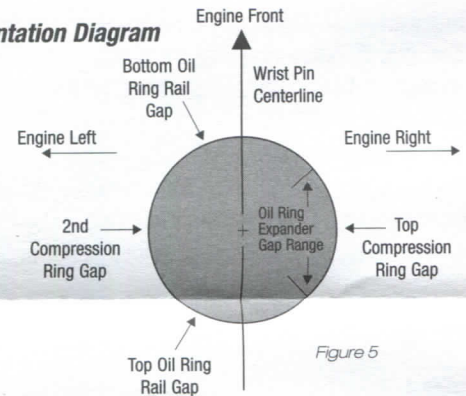 ntation Diagram
Engine Front
Bottom Oil
Ring Rail
Gap
Wrist Pin
Centerline
Engine Left
Engine Right
2nd
Compression
Ring Gap
Oil Ring
Expander
Gap Range
Top
Compression
Ring Gap
Top Oil Ring
Rail Gap
Figure 5